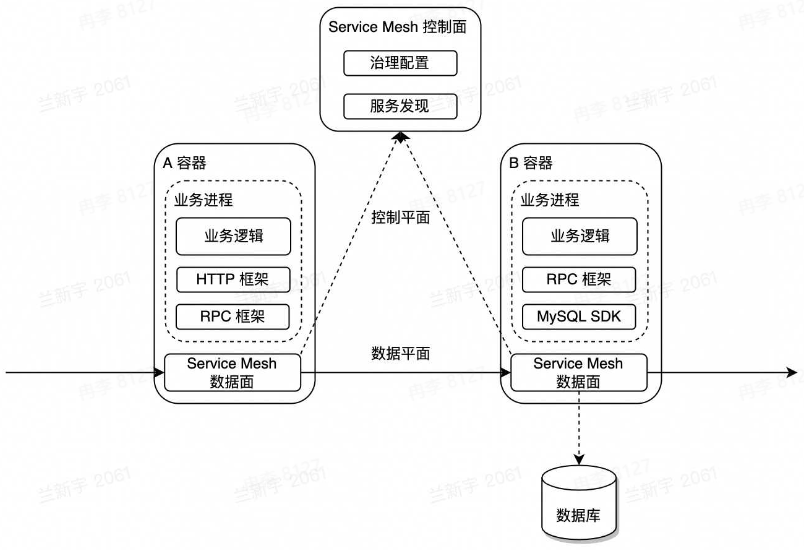 Service Mesh 控制面
治理配置
服务发现
A 容器
业务进程
业务逻辑
HTTP 框架
RPC 框架
Service Mesh
数据面
控制平面
数据平面
B 容器
业务进程
业务逻辑
RPC 框架
MySQL SDK
Service Mesh
数据面
数据库
兰新宇 2061
冉李 8127